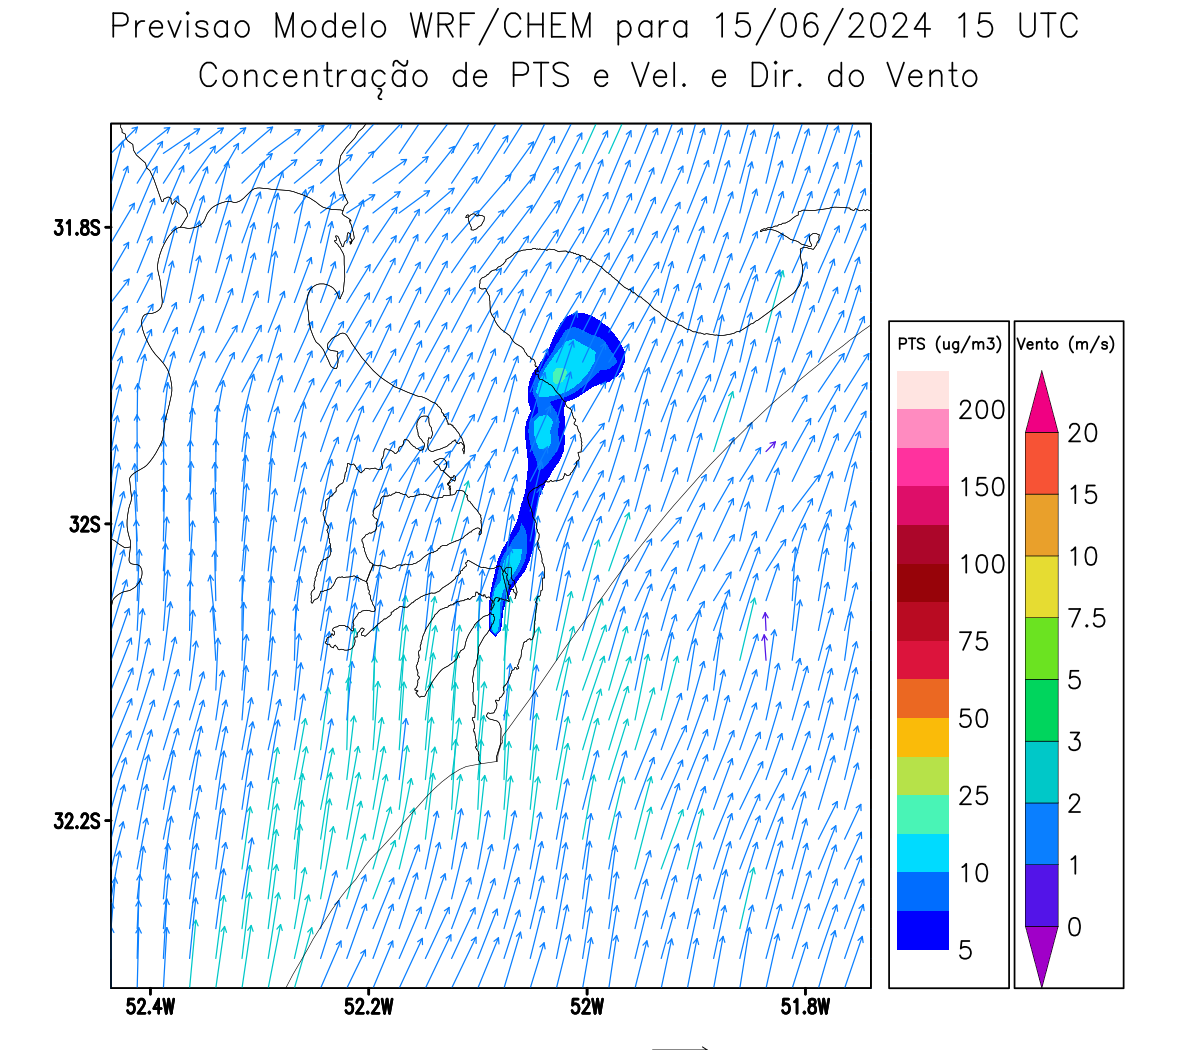 Previsao Modelo WRF/CHEM para 15/06/2024 15 UTC
Concentração de PTS e Vel. e Dir. do Vento
31.8S
32S
32.2S
52.4W
52.2W
52W
51.8W
PTS (ug/m3)
200
150
100
75
50
25
10
5
Vento (m/s)
20
15
10
7.5
5
3
2
1
0